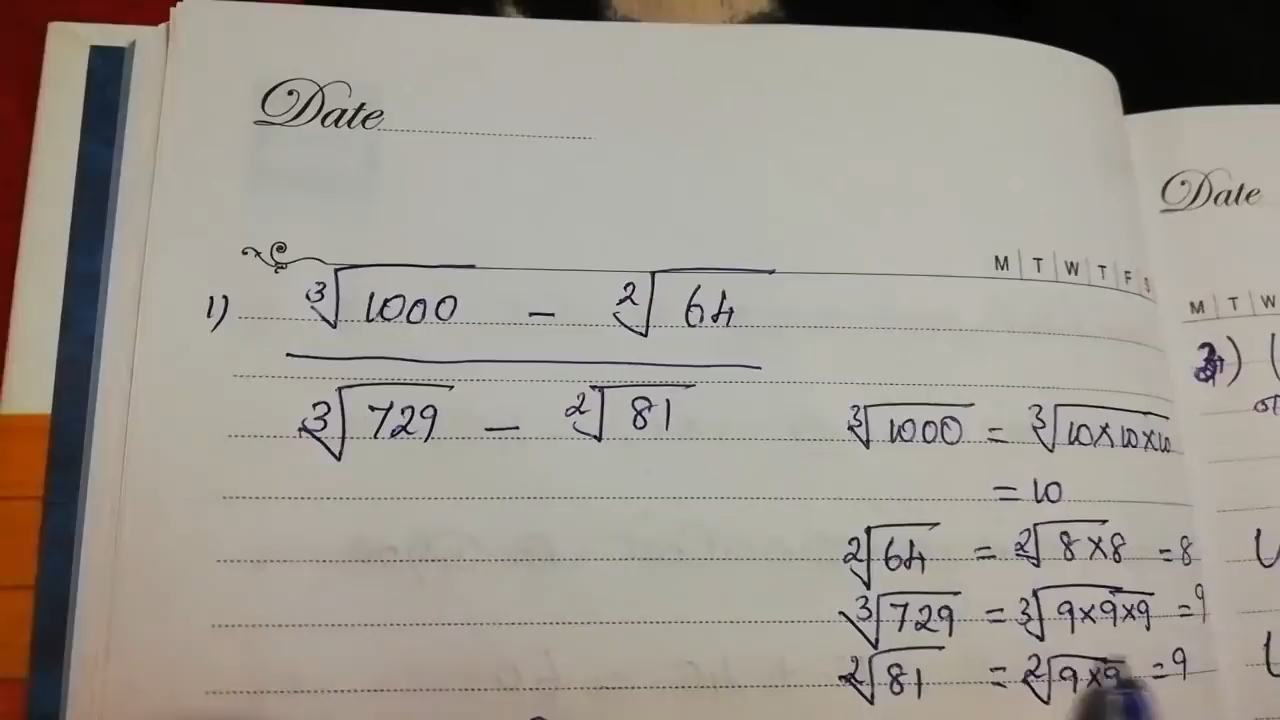 Date
M T W T F S
1) ∛1000 - ²√64
∛729 - ²√81
∛1000 = ∛10×10×10
= 10
²√64 = ²√8×8 = 8
∛729 = ∛9×9×9 = 9
²√81 = ²√9×9 = 9
Date
M T W